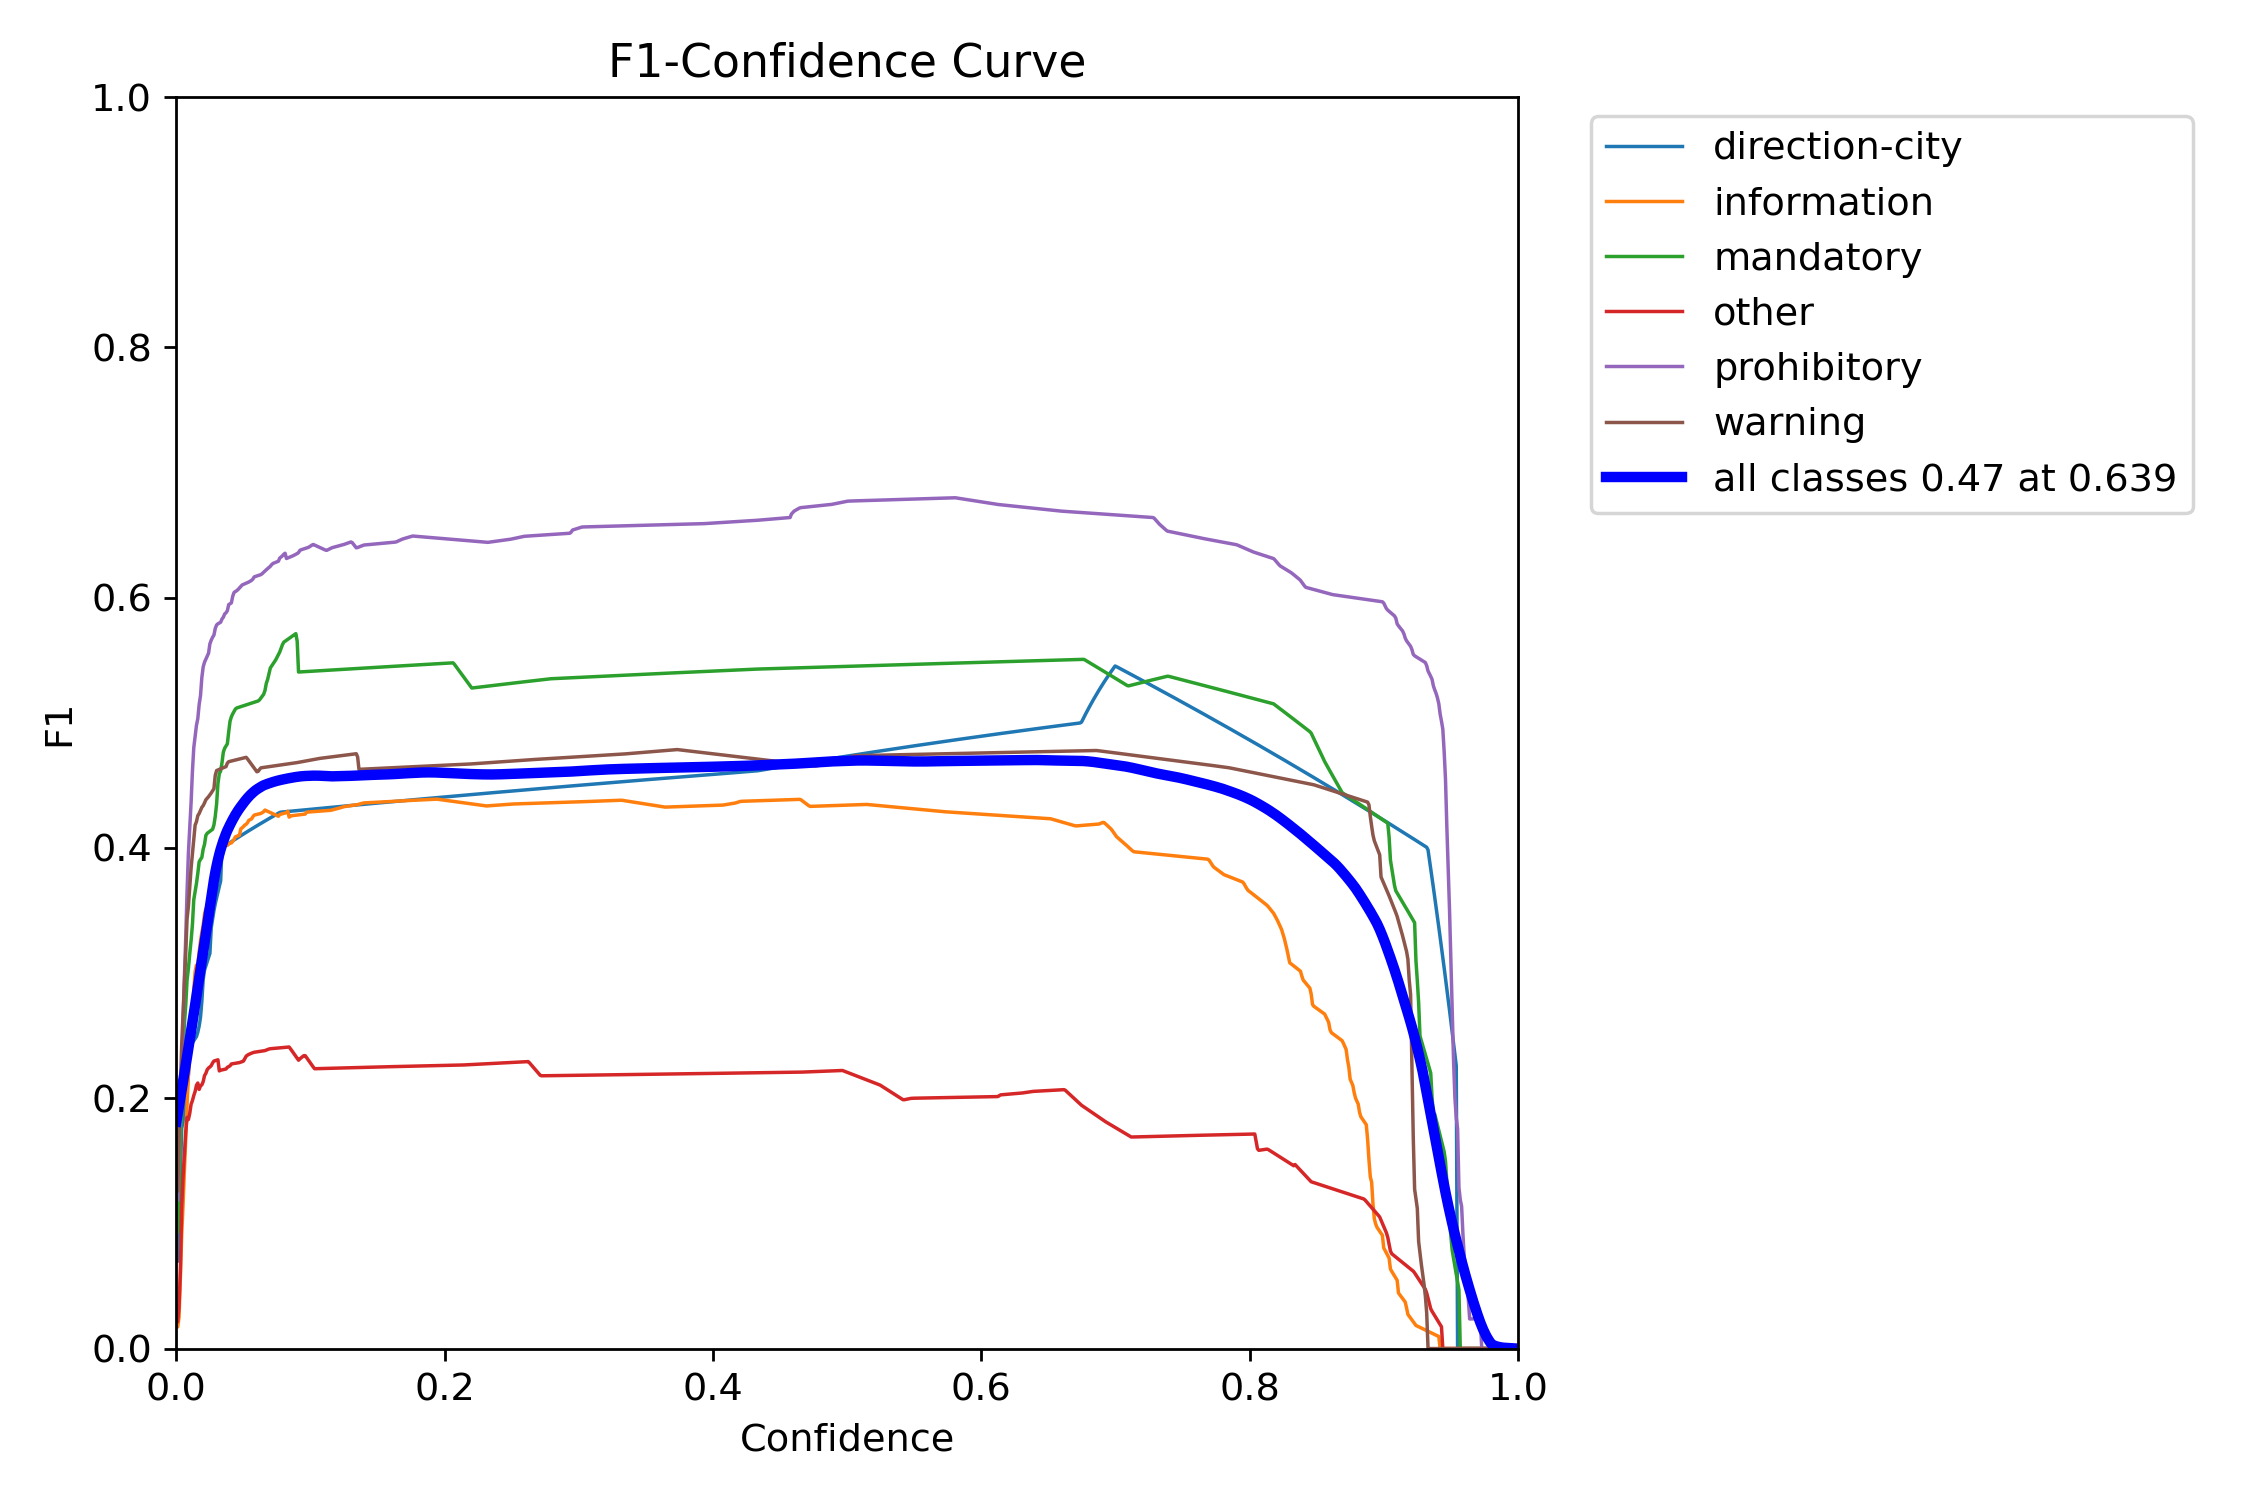 F1-Confidence Curve
1.0
0.8
0.6
0.4
0.2
0.0
F1
0.0 0.2 0.4 0.6 0.8 1.0
Confidence
direction-city
information
mandatory
other
prohibitory
warning
all classes 0.47 at 0.639